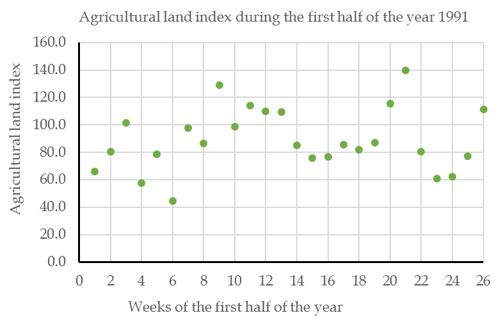 Agricultural land index during the first half of the year 1991
160.0
140.0
120.0
100.0
80.0
60.0
40.0
20.0
0.0
Agricultural land index
0 2 4 6 8 10 12 14 16 18 20 22 24 26
Weeks of the first half of the year